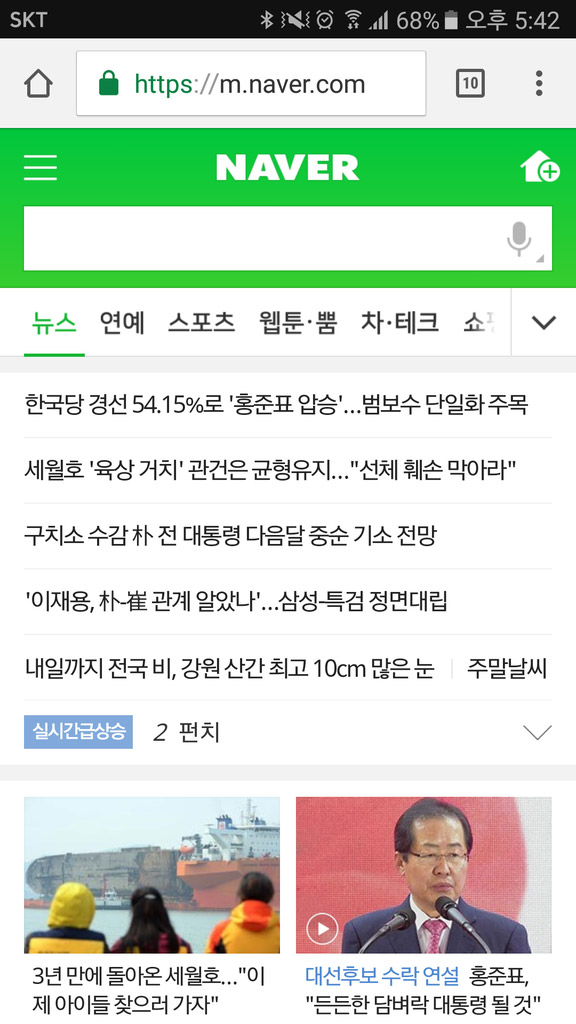 SKT 68% 오후 5:42
https://m.naver.com 10
NAVER
뉴스 연예 스포츠 웹툰·뿜 차·테크 쇼
한국당 경선 54.15%로 '홍준표 압승'...범보수 단일화 주목
세월호 '육상 거치' 관건은 균형유지..."선체 훼손 막아라"
구치소 수감 朴 전 대통령 다음달 중순 기소 전망
'이재용, 朴-崔 관계 알았나'...삼성-특검 정면대립
내일까지 전국 비, 강원 산간 최고 10cm 많은 눈 주말날씨
실시간급상승 2 펀치
3년 만에 돌아온 세월호..."이
제 아이들 찾으러 가자"
대선후보 수락 연설 홍준표,
"든든한 담벼락 대통령 될 것"